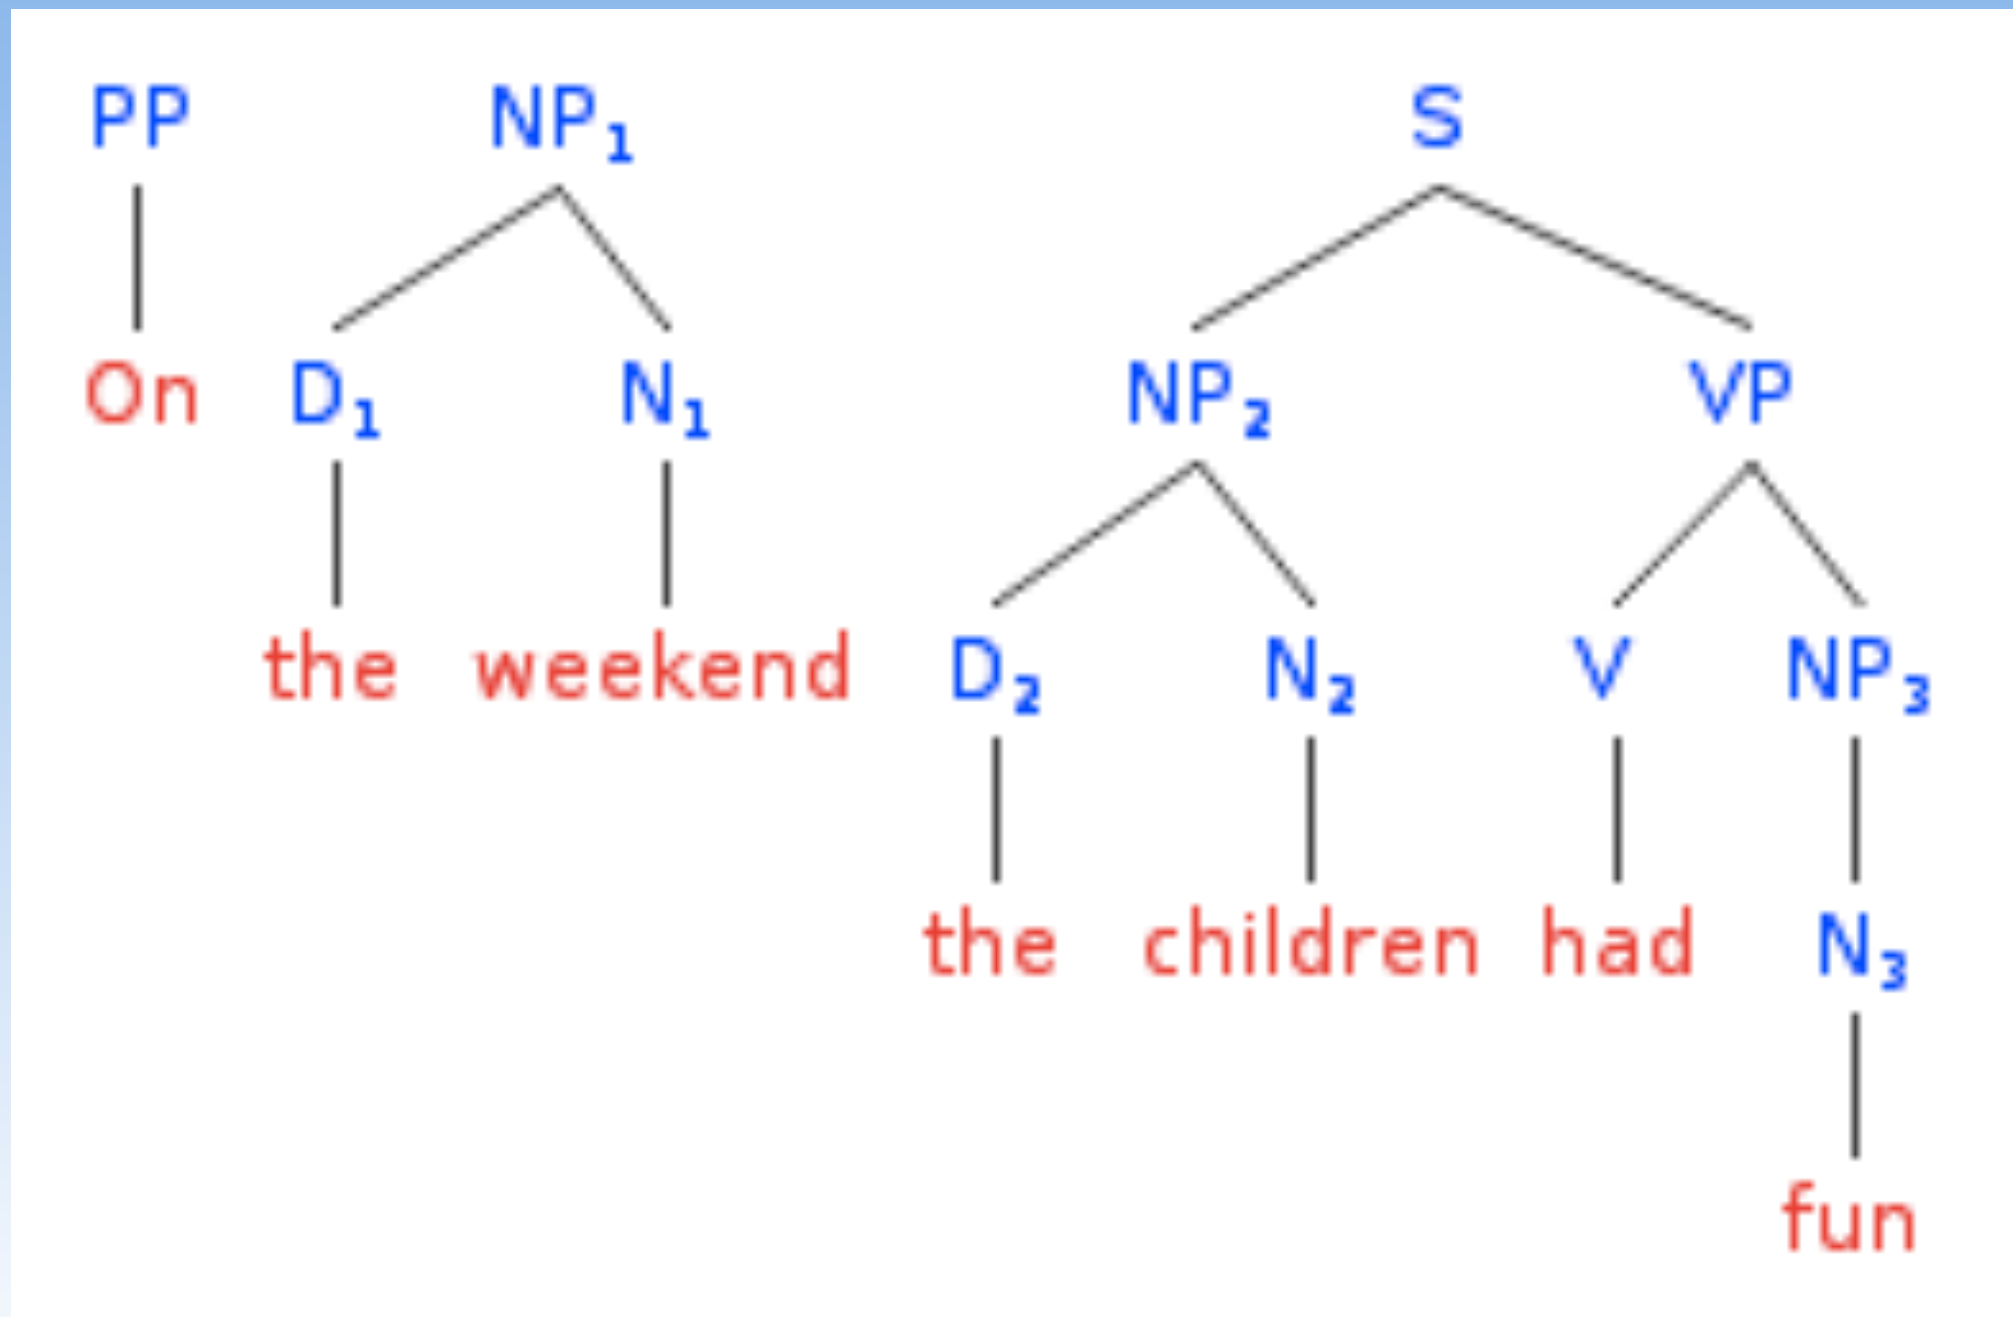 PP NP₁ S
On D₁ N₁ NP₂ VP
the weekend D₂ N₂ V NP₃
the children had N₃
fun